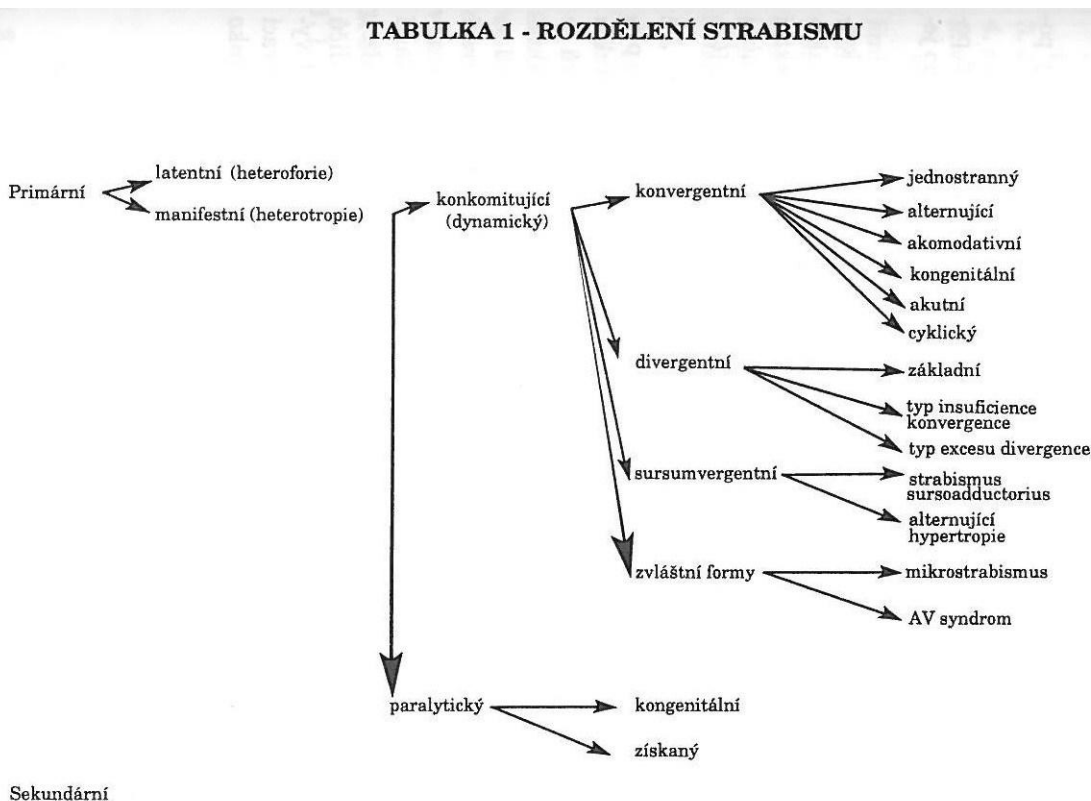 TABULKA 1 - ROZDĚLENÍ STRABISMU
Primární
latentní (heteroforie)
manifestní (heterotropie)
konkomitující
(dynamický)
konvergentní
jednostranný
alternující
akomodativní
kongenitální
akutní
cyklický
divergentní
základní
typ insuficience
konvergence
typ excesu divergence
sursumvergentní
strabismus
sursoadductorius
alternující
hypertropie
zvláštní formy
mikrostrabismus
AV syndrom
paralytický
kongenitální
získaný
Sekundární